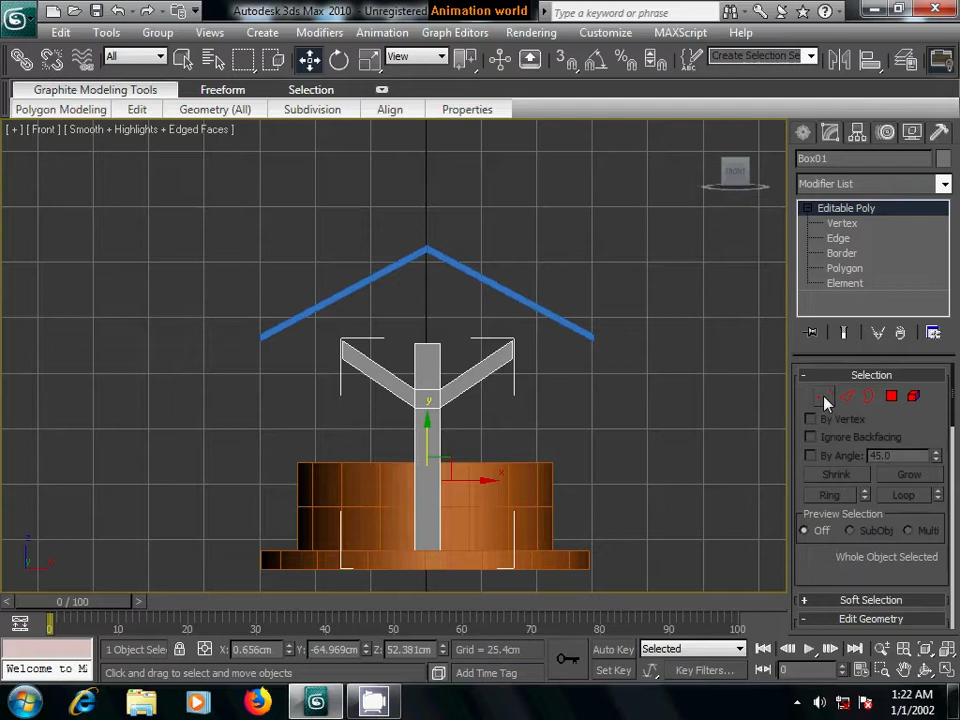 Autodesk 3ds Max 2010 - Unregistered
Animation world
Type a keyword or phrase
Edit Tools Group Views Create Modifiers Animation Graph Editors Rendering Customize MAXScript Help
All View Create Selection Se
Graphite Modeling Tools Freeform Selection
Polygon Modeling Edit Geometry (All) Subdivision Align Properties
[ + ] [ Front ] [ Smooth + Highlights + Edged Faces ]
FRONT
Box01
Modifier List
Editable Poly
Vertex
Edge
Border
Polygon
Element
- Selection
By Vertex
Ignore Backfacing
By Angle: 45.0
Shrink Grow
Ring Loop
Preview Selection
Off SubObj Multi
Whole Object Selected
+ Soft Selection
- Edit Geometry
y
x
z
x
y
< 0 / 100 >
0 10 20 30 40 50 60 70 80 90 100
1 Object Sele X: 0.656cm Y: -64.969cm Z: 52.381cm Grid = 25.4cm Auto Key Selected
Welcome to M Click and drag to select and move objects Add Time Tag Set Key Key Filters... 0
1:22 AM
1/1/2002